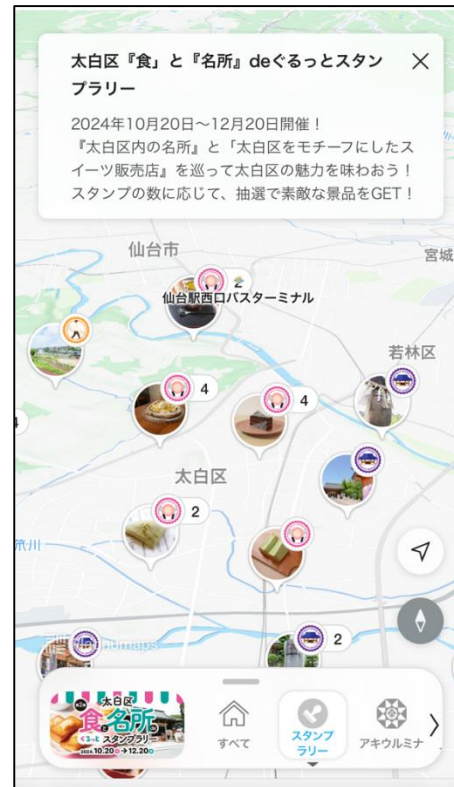 太白区『食』と『名所』deぐるっとスタン
プラリー
2024年10月20日～12月20日開催！
『太白区内の名所』と「太白区をモチーフにしたス
イーツ販売店』を巡って太白区の魅力を味わおう！
スタンプの数に応じて、抽選で素敵な景品をGET！
仙台市
宮城
2
仙台駅西口バスターミナル
若林区
4
4
太白区
2
笊川
2
太白区
食と名所
ぐるっとスタンプラリー
2024 10.20 12.20
すべて
スタンプ
ラリー
アキウルミナ